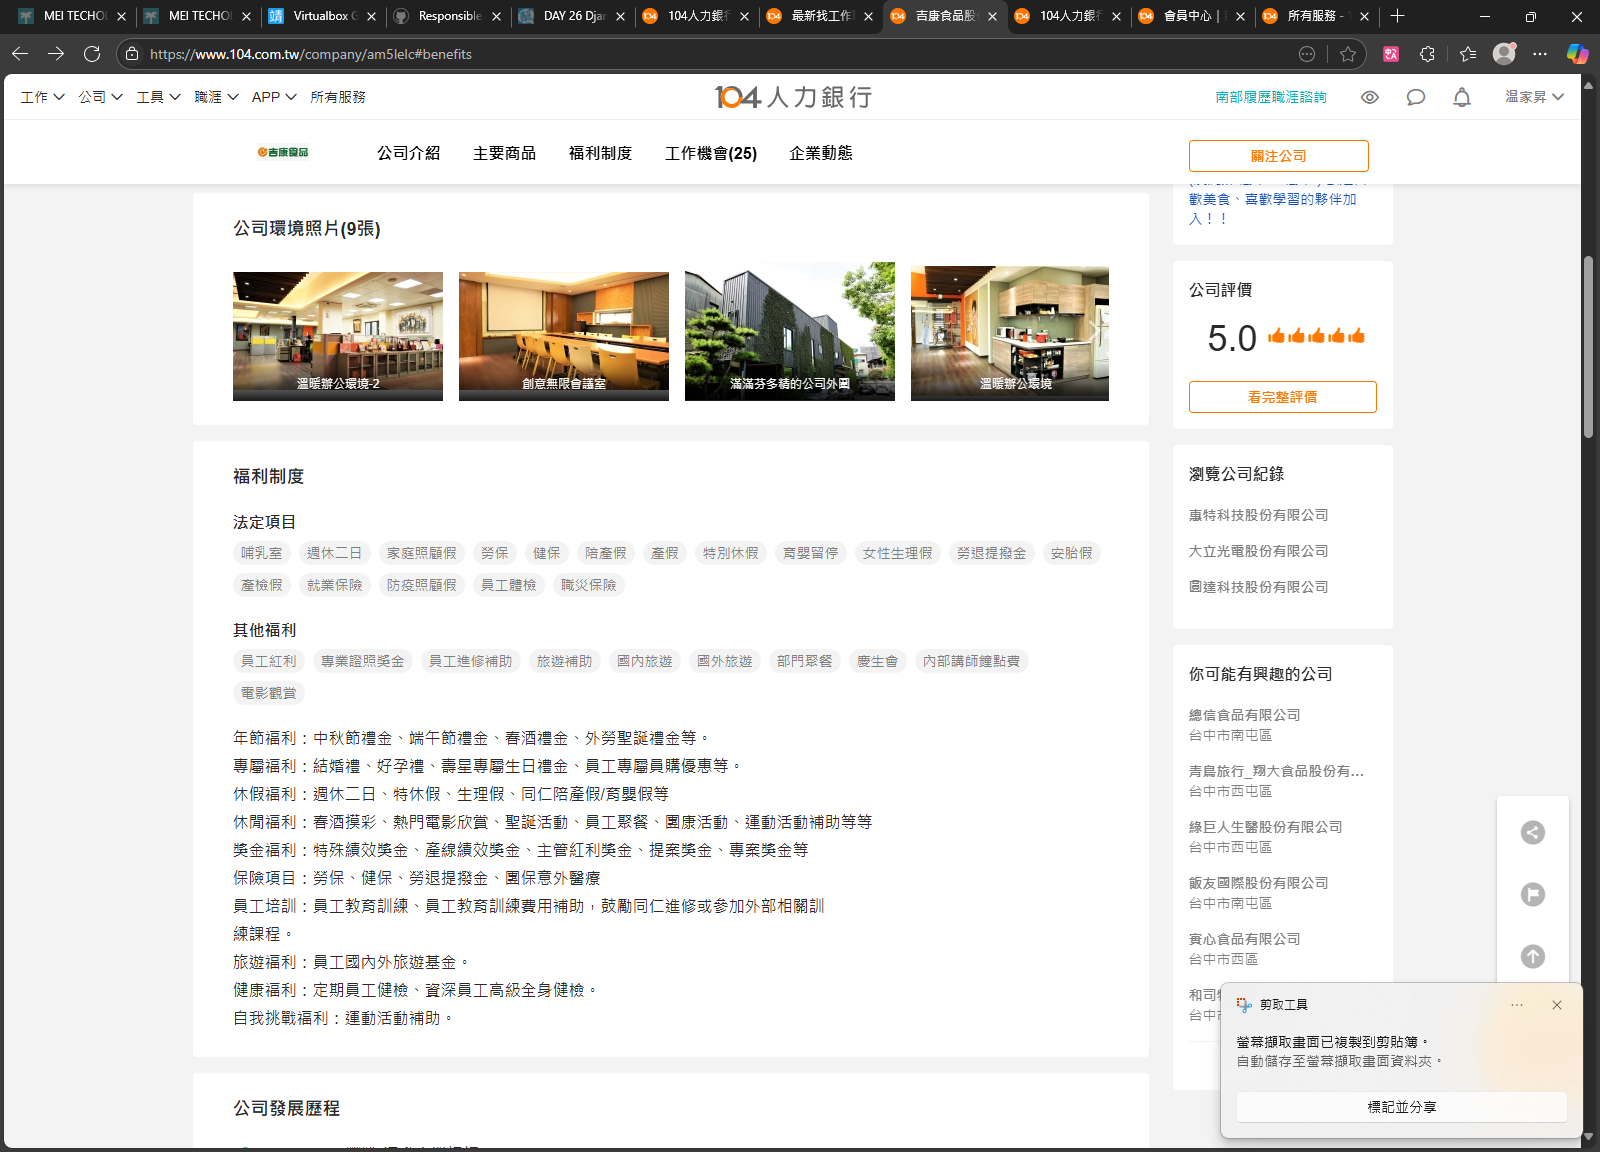 MEI TECHOL
MEI TECHOL
Virtualbox G
Responsible
DAY 26 Djan
104人力銀行
最新找工作
吉康食品股
104人力銀行
會員中心｜
所有服務 - 1
https://www.104.com.tw/company/am5lelc#benefits
工作
公司
工具
職涯
APP
所有服務
104人力銀行
南部履歷職涯諮詢
温家昇
吉康食品
公司介紹
主要商品
福利制度
工作機會(25)
企業動態
關注公司
公司環境照片(9張)
溫暖辦公環境-2
創意無限會議室
滿滿芬多精的公司外圍
溫暖辦公環境
福利制度
法定項目
哺乳室 週休二日 家庭照顧假 勞保 健保 陪產假 產假 特別休假 育嬰留停 女性生理假 勞退提撥金 安胎假
產檢假 就業保險 防疫照顧假 員工體檢 職災保險
其他福利
員工紅利 專業證照獎金 員工進修補助 旅遊補助 國內旅遊 國外旅遊 部門聚餐 慶生會 內部講師鐘點費
電影觀賞
年節福利：中秋節禮金、端午節禮金、春酒禮金、外勞聖誕禮金等。
專屬福利：結婚禮、好孕禮、壽星專屬生日禮金、員工專屬員購優惠等。
休假福利：週休二日、特休假、生理假、同仁陪產假/育嬰假等
休閒福利：春酒摸彩、熱門電影欣賞、聖誕活動、員工聚餐、團康活動、運動活動補助等等
獎金福利：特殊績效獎金、產線績效獎金、主管紅利獎金、提案獎金、專案獎金等
保險項目：勞保、健保、勞退提撥金、團保意外醫療
員工培訓：員工教育訓練、員工教育訓練費用補助，鼓勵同仁進修或參加外部相關訓
練課程。
旅遊福利：員工國內外旅遊基金。
健康福利：定期員工健檢、資深員工高級全身健檢。
自我挑戰福利：運動活動補助。
公司發展歷程
歡美食、喜歡學習的夥伴加
入！！
公司評價
5.0
看完整評價
瀏覽公司紀錄
惠特科技股份有限公司
大立光電股份有限公司
圓達科技股份有限公司
你可能有興趣的公司
總信食品有限公司
台中市南屯區
青鳥旅行_翔大食品股份有...
台中市西屯區
綠巨人生醫股份有限公司
台中市西屯區
飯友國際股份有限公司
台中市南屯區
實心食品有限公司
台中市西區
和司
台中市
剪取工具
螢幕擷取畫面已複製到剪貼簿。
自動儲存至螢幕擷取畫面資料夾。
標記並分享